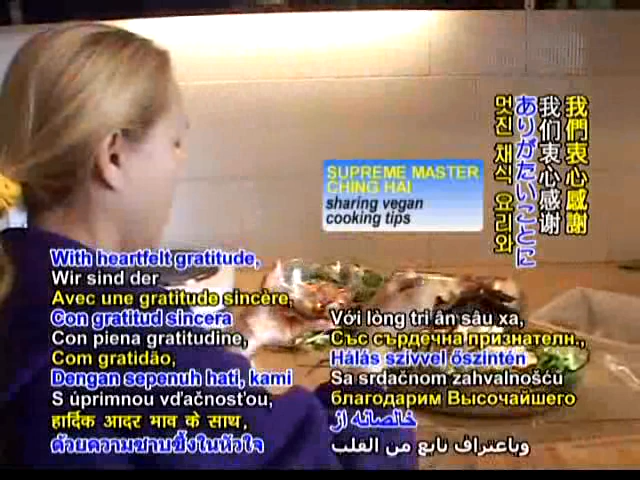 SUPREME MASTER
CHING HAI
sharing vegan
cooking tips
我們衷心感謝
我们衷心感谢
ありがたいことに
멋진 채식 요리와
With heartfelt gratitude,
Wir sind der
Avec une gratitude sincère,
Con gratitud sincera
Con piena gratitudine,
Com gratidão,
Dengan sepenuh hati, kami
S úprimnou vďačnosťou,
हार्दिक आदर भाव के साथ,
ด้วยความซาบซึ้งในหัวใจ
Với lòng tri ân sâu xa,
Със сърдечна признателн.,
Hálás szívvel őszintén
Sa srdačnom zahvalnošću
благодарим Высочайшего
خالصانه از
وباعتراف نابع من القلب